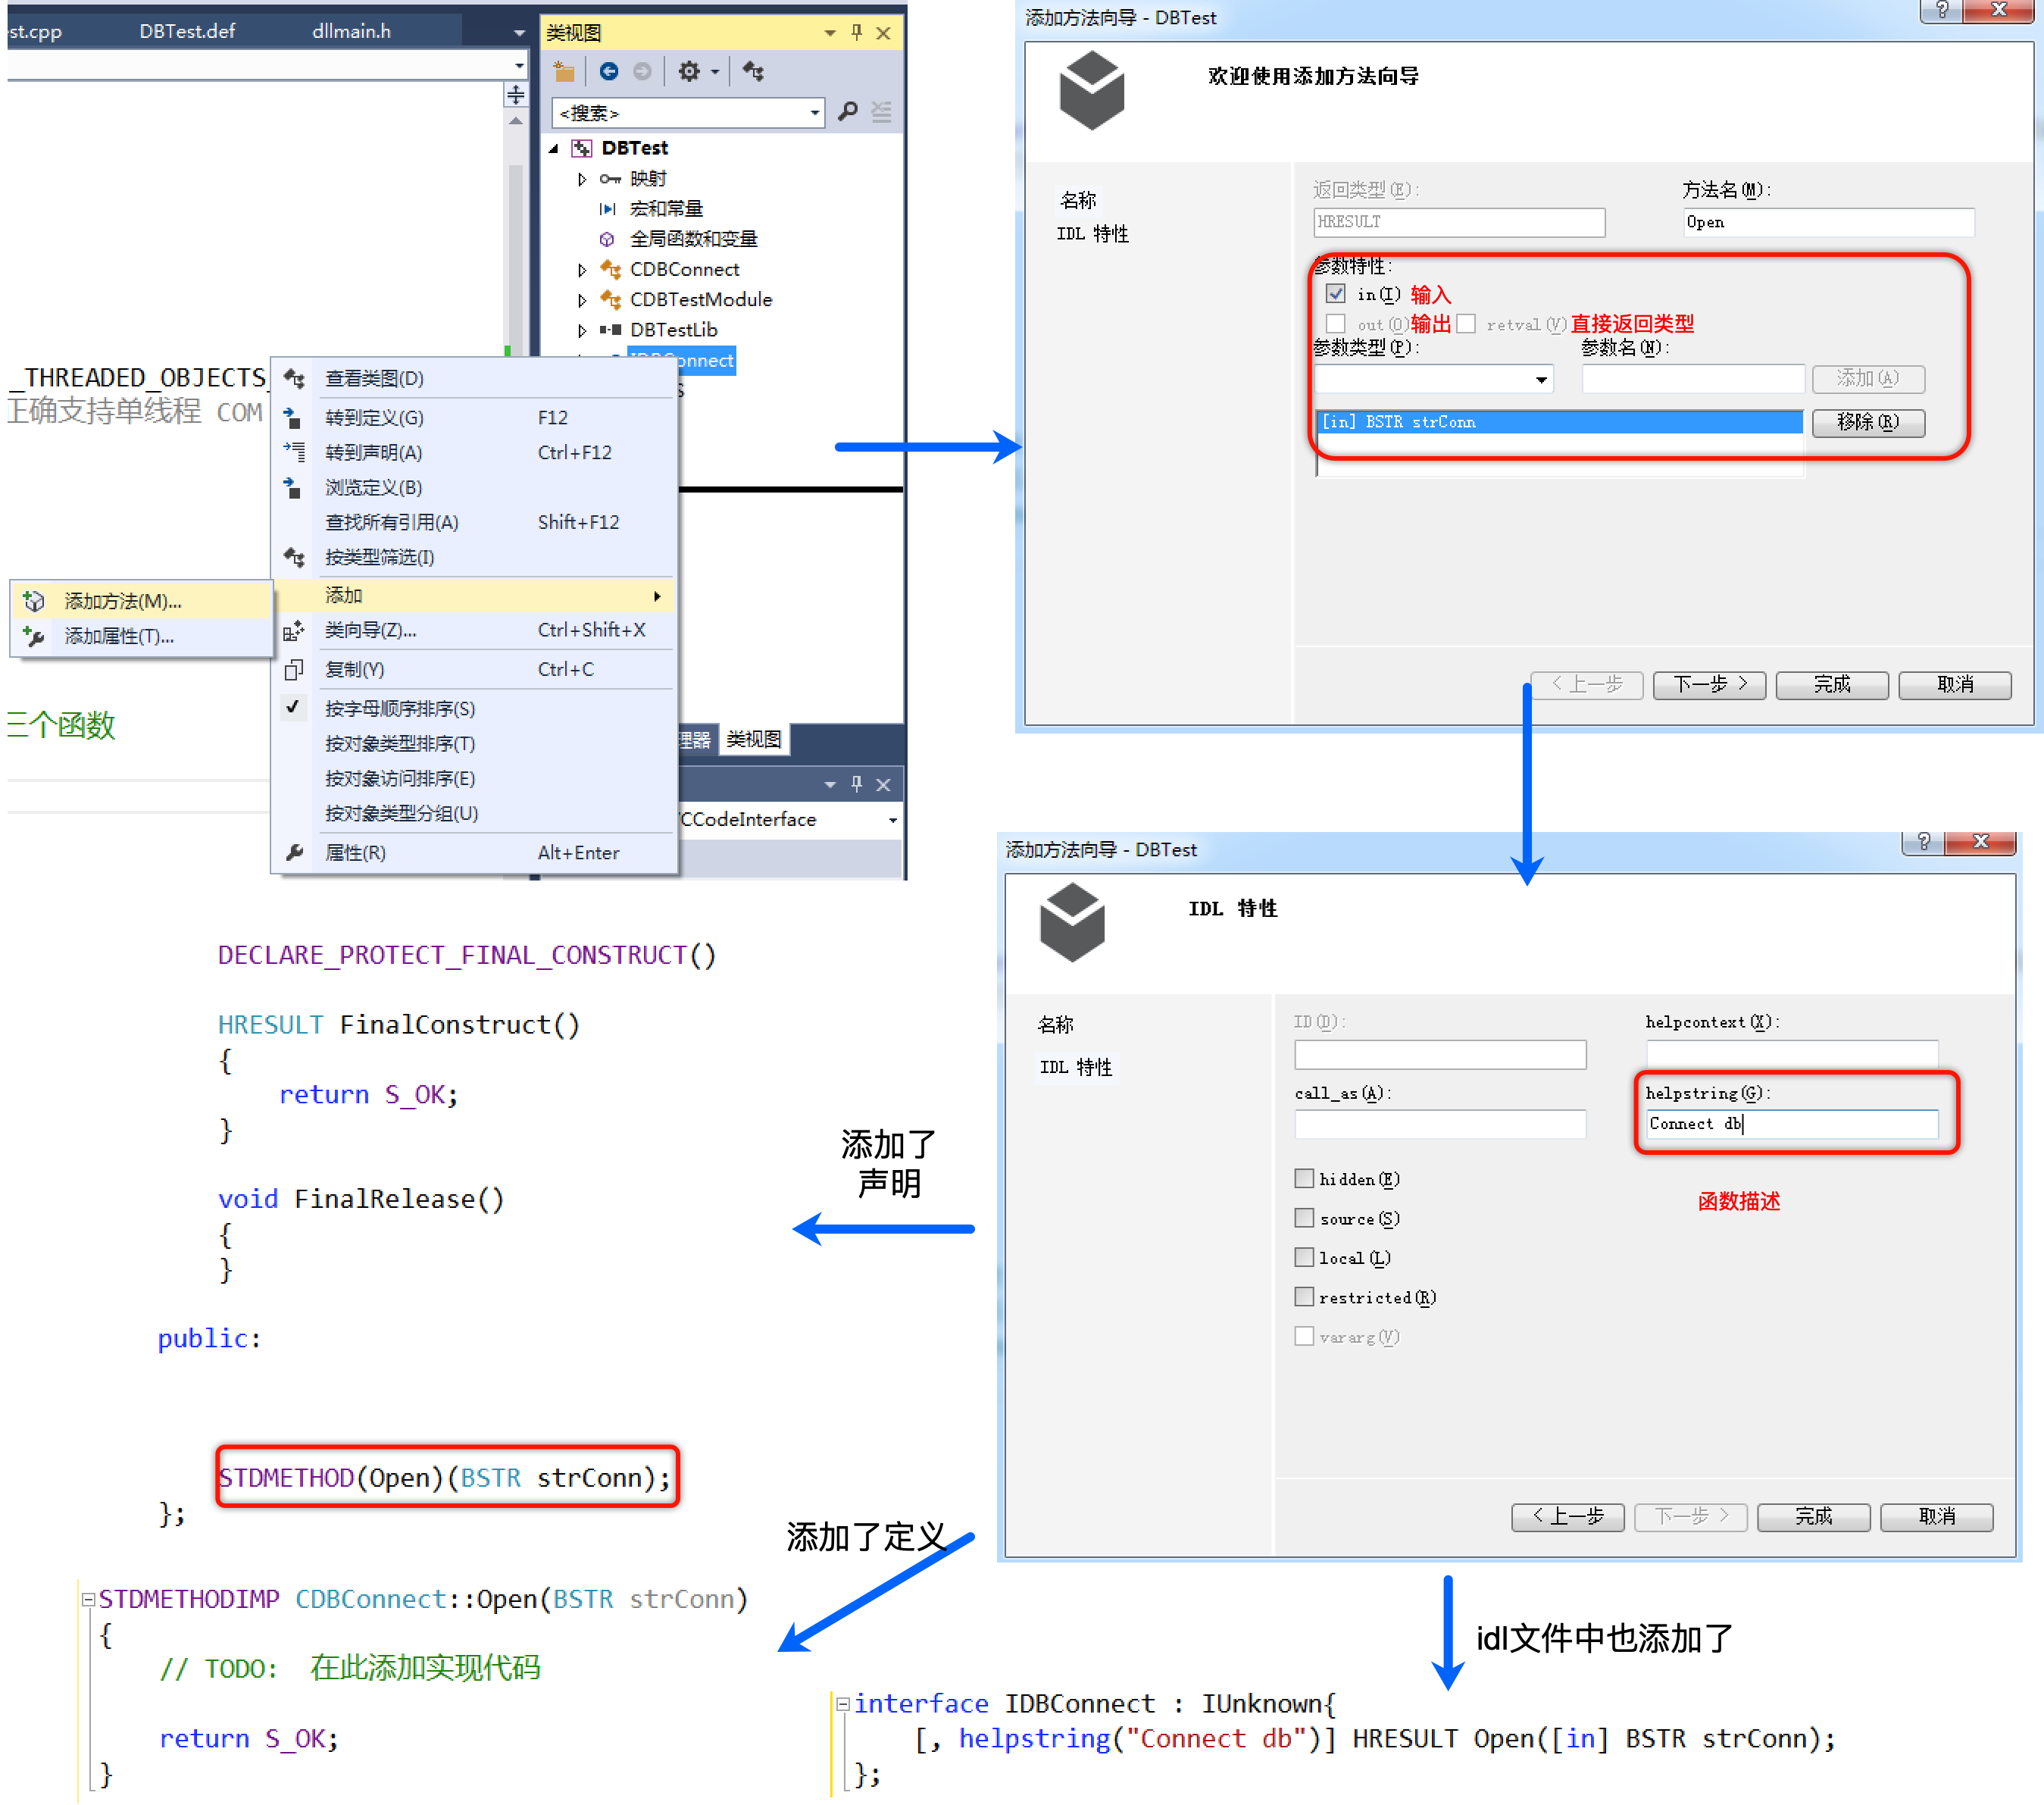 est.cpp DBTest.def dllmain.h
类视图
<搜索>
DBTest
映射
宏和常量
全局函数和变量
CDBConnect
CDBTestModule
DBTestLib
IDBConnect
_THREADED_OBJECTS_
正确支持单线程 COM
三个函数
查看类图(D)
转到定义(G) F12
转到声明(A) Ctrl+F12
浏览定义(B)
查找所有引用(A) Shift+F12
按类型筛选(I)
添加
类向导(Z)... Ctrl+Shift+X
复制(Y) Ctrl+C
按字母顺序排序(S)
按对象类型排序(T)
按对象访问排序(E)
按对象类型分组(U)
属性(R) Alt+Enter
添加方法(M)...
添加属性(T)...
理器 类视图
CCodeInterface
添加方法向导 - DBTest
欢迎使用添加方法向导
名称
IDL 特性
返回类型(E): 方法名(M):
HRESULT Open
参数特性:
in(I) 输入
out(O)输出 retval(V)直接返回类型
参数类型(P): 参数名(N):
添加(A)
[in] BSTR strConn 移除(R)
< 上一步 下一步 > 完成 取消
添加方法向导 - DBTest
IDL 特性
名称
IDL 特性
ID(D): helpcontext(X):
call_as(A): helpstring(G):
Connect db
函数描述
hidden(E)
source(S)
local(L)
restricted(R)
vararg(V)
< 上一步 下一步 > 完成 取消
添加了
声明
DECLARE_PROTECT_FINAL_CONSTRUCT()
HRESULT FinalConstruct()
{
return S_OK;
}
void FinalRelease()
{
}
public:
STDMETHOD(Open)(BSTR strConn);
};
添加了定义
STDMETHODIMP CDBConnect::Open(BSTR strConn)
{
// TODO: 在此添加实现代码
return S_OK;
}
idl文件中也添加了
interface IDBConnect : IUnknown{
[, helpstring("Connect db")] HRESULT Open([in] BSTR strConn);
};